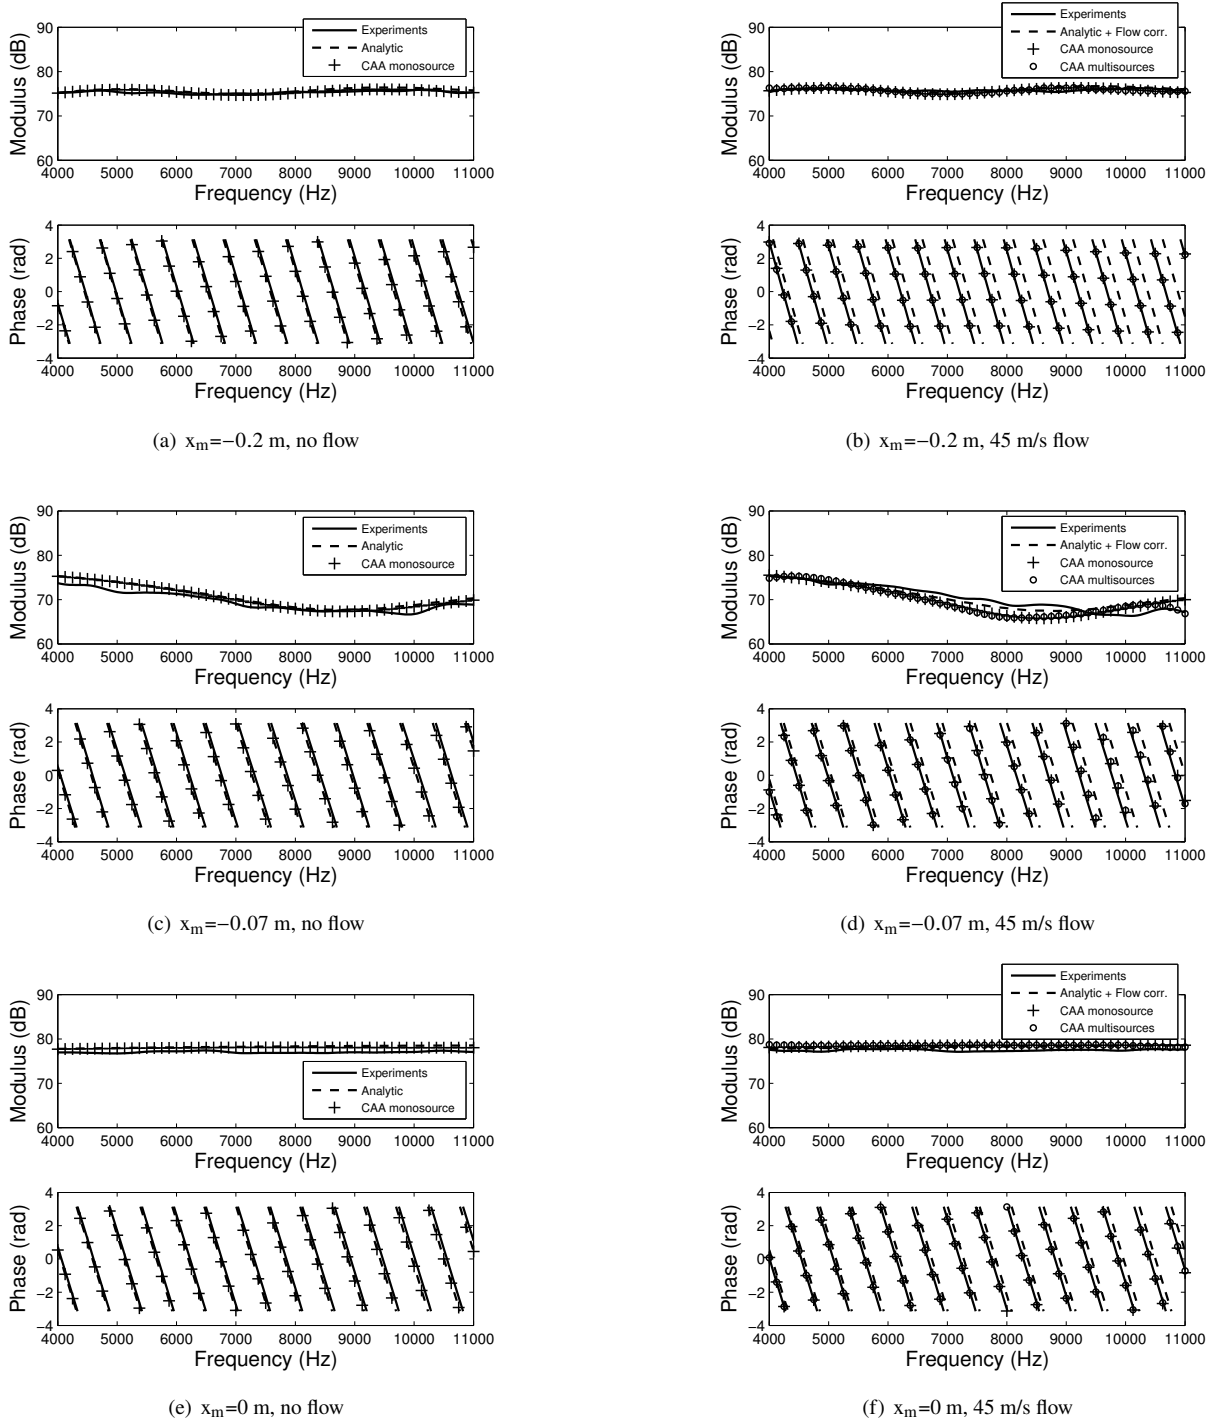 90
80
70
60
Modulus (dB)
Experiments
Analytic
CAA monosource
4000 5000 6000 7000 8000 9000 10000 11000
Frequency (Hz)
4
2
0
−2
−4
Phase (rad)
4000 5000 6000 7000 8000 9000 10000 11000
Frequency (Hz)
(a) xm=−0.2 m, no flow
90
80
70
60
Modulus (dB)
Experiments
Analytic + Flow corr.
CAA monosource
CAA multisources
4000 5000 6000 7000 8000 9000 10000 11000
Frequency (Hz)
4
2
0
−2
−4
Phase (rad)
4000 5000 6000 7000 8000 9000 10000 11000
Frequency (Hz)
(b) xm=−0.2 m, 45 m/s flow
90
80
70
60
Modulus (dB)
Experiments
Analytic
CAA monosource
4000 5000 6000 7000 8000 9000 10000 11000
Frequency (Hz)
4
2
0
−2
−4
Phase (rad)
4000 5000 6000 7000 8000 9000 10000 11000
Frequency (Hz)
(c) xm=−0.07 m, no flow
90
80
70
60
Modulus (dB)
Experiments
Analytic + Flow corr.
CAA monosource
CAA multisources
4000 5000 6000 7000 8000 9000 10000 11000
Frequency (Hz)
4
2
0
−2
−4
Phase (rad)
4000 5000 6000 7000 8000 9000 10000 11000
Frequency (Hz)
(d) xm=−0.07 m, 45 m/s flow
90
80
70
60
Modulus (dB)
Experiments
Analytic
CAA monosource
4000 5000 6000 7000 8000 9000 10000 11000
Frequency (Hz)
4
2
0
−2
−4
Phase (rad)
4000 5000 6000 7000 8000 9000 10000 11000
Frequency (Hz)
(e) xm=0 m, no flow
90
80
70
60
Modulus (dB)
Experiments
Analytic + Flow corr.
CAA monosource
CAA multisources
4000 5000 6000 7000 8000 9000 10000 11000
Frequency (Hz)
4
2
0
−2
−4
Phase (rad)
4000 5000 6000 7000 8000 9000 10000 11000
Frequency (Hz)
(f) xm=0 m, 45 m/s flow